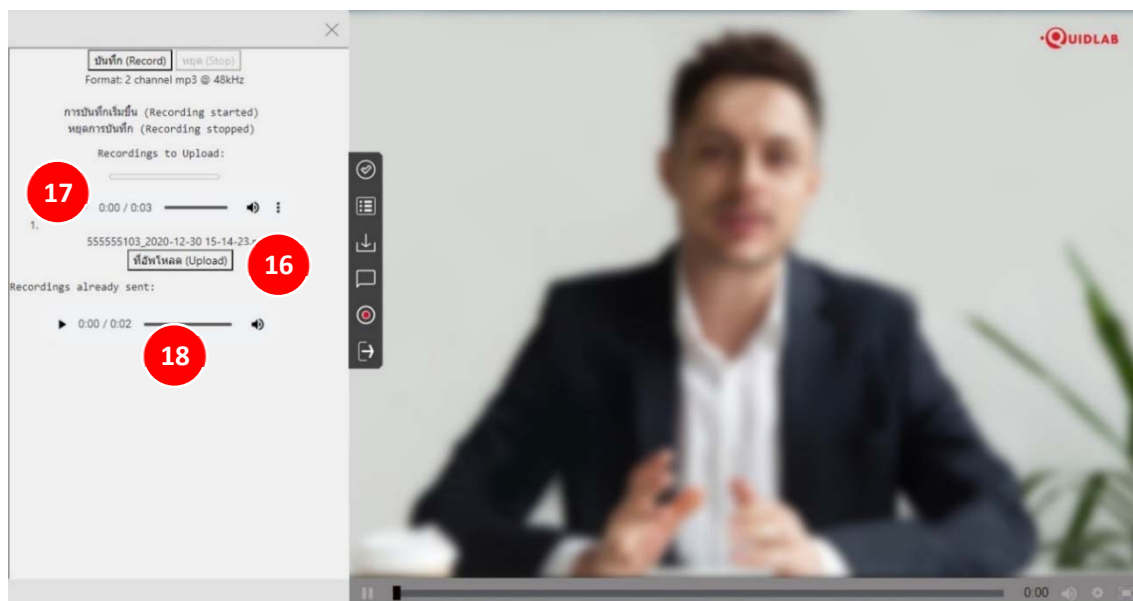 บันทึก (Record) หยุด (Stop)
Format: 2 channel mp3 @ 48kHz
การบันทึกเริ่มขึ้น (Recording started)
หยุดการบันทึก (Recording stopped)
Recordings to Upload:
17
0:00 / 0:03
1.
555555103_2020-12-30 15-14-23.
ที่อัพโหลด (Upload)
16
Recordings already sent:
0:00 / 0:02
18
QUIDLAB
0:00